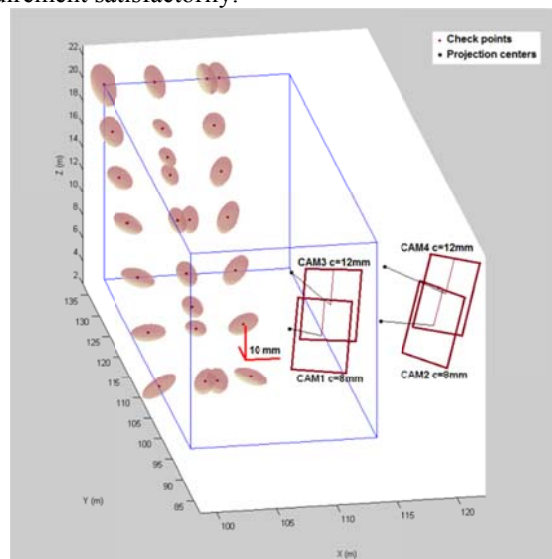 22
20
18
16
14
12
10
8
6
4
2
Z (m)
Check points
Projection centers
CAM3 c=12mm
CAM4 c=12mm
10 mm
CAM1 c=8mm
CAM2 c=8mm
135
130
125
120
115
110
105
100
95
90
85
Y (m)
100
105
110
115
120
X (m)